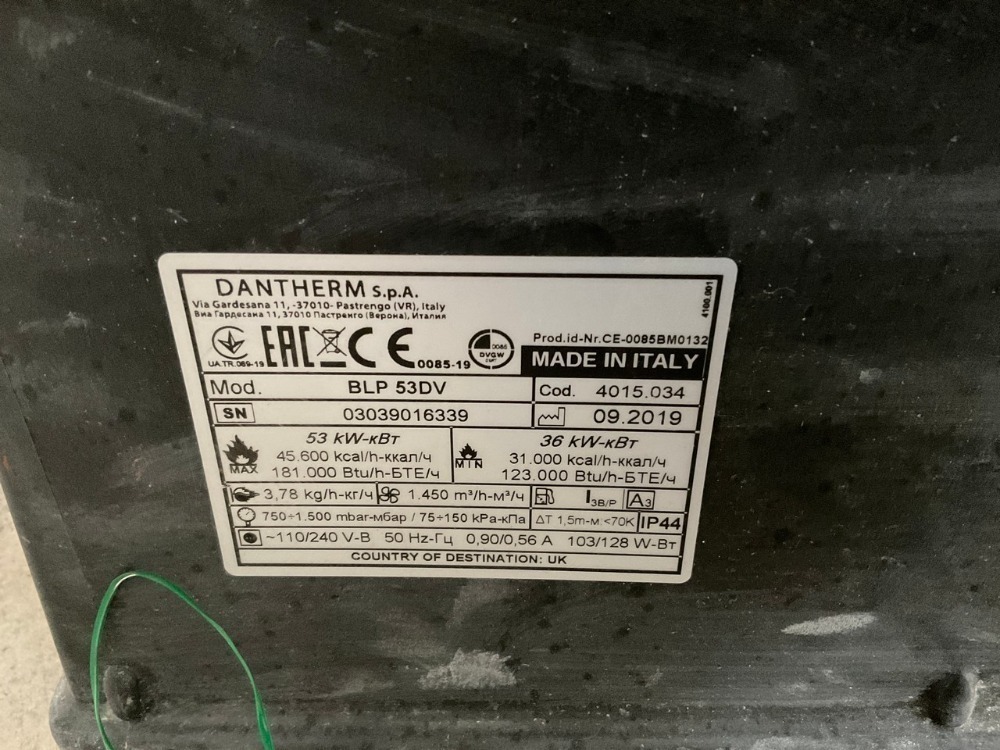 DANTHERM S.p.A.
Via Gardesana 11, -37010- Pastrengo (VR), Italy
Виа Гардесана 11, 37010 Пастренго (Верона), Италия
4100.001
UA.TR.089-19 EAC CE 0085-19 0085 DVGW CERT
Prod.id-Nr.CE-0085BM0132
MADE IN ITALY
Mod. BLP 53DV Cod. 4015.034
SN 03039016339 09.2019
MAX 53 kW-кВт
45.600 kcal/h-ккал/ч
181.000 Btu/h-БТЕ/ч
MIN 36 kW-кВт
31.000 kcal/h-ккал/ч
123.000 Btu/h-БТЕ/ч
3,78 kg/h-кг/ч 1.450 m³/h-м³/ч I3B/P A3
750÷1.500 mbar-мбар / 75÷150 kPa-кПа ΔT 1,5m-м.<70K IP44
~110/240 V-В 50 Hz-Гц 0,90/0,56 A 103/128 W-Вт
COUNTRY OF DESTINATION: UK